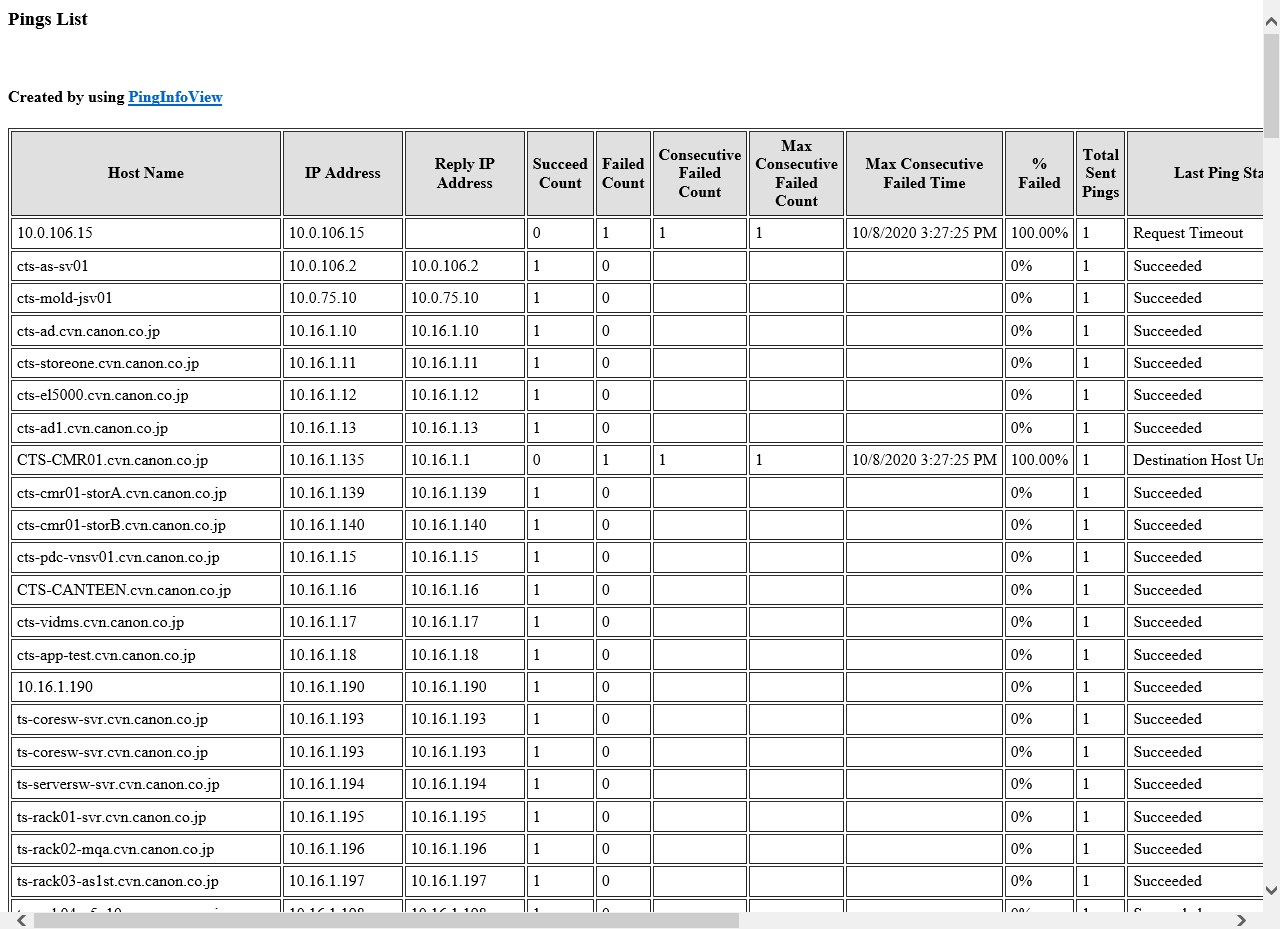 Pings List
Created by using PingInfoView
Host Name IP Address Reply IP Address Succeed Count Failed Count Consecutive Failed Count Max Consecutive Failed Count Max Consecutive Failed Time % Failed Total Sent Pings Last Ping Sta
10.0.106.15 10.0.106.15 0 1 1 1 10/8/2020 3:27:25 PM 100.00% 1 Request Timeout
cts-as-sv01 10.0.106.2 10.0.106.2 1 0 0% 1 Succeeded
cts-mold-jsv01 10.0.75.10 10.0.75.10 1 0 0% 1 Succeeded
cts-ad.cvn.canon.co.jp 10.16.1.10 10.16.1.10 1 0 0% 1 Succeeded
cts-storeone.cvn.canon.co.jp 10.16.1.11 10.16.1.11 1 0 0% 1 Succeeded
cts-el5000.cvn.canon.co.jp 10.16.1.12 10.16.1.12 1 0 0% 1 Succeeded
cts-ad1.cvn.canon.co.jp 10.16.1.13 10.16.1.13 1 0 0% 1 Succeeded
CTS-CMR01.cvn.canon.co.jp 10.16.1.135 10.16.1.1 0 1 1 1 10/8/2020 3:27:25 PM 100.00% 1 Destination Host Un
cts-cmr01-storA.cvn.canon.co.jp 10.16.1.139 10.16.1.139 1 0 0% 1 Succeeded
cts-cmr01-storB.cvn.canon.co.jp 10.16.1.140 10.16.1.140 1 0 0% 1 Succeeded
cts-pdc-vnsv01.cvn.canon.co.jp 10.16.1.15 10.16.1.15 1 0 0% 1 Succeeded
CTS-CANTEEN.cvn.canon.co.jp 10.16.1.16 10.16.1.16 1 0 0% 1 Succeeded
cts-vidms.cvn.canon.co.jp 10.16.1.17 10.16.1.17 1 0 0% 1 Succeeded
cts-app-test.cvn.canon.co.jp 10.16.1.18 10.16.1.18 1 0 0% 1 Succeeded
10.16.1.190 10.16.1.190 10.16.1.190 1 0 0% 1 Succeeded
ts-coresw-svr.cvn.canon.co.jp 10.16.1.193 10.16.1.193 1 0 0% 1 Succeeded
ts-coresw-svr.cvn.canon.co.jp 10.16.1.193 10.16.1.193 1 0 0% 1 Succeeded
ts-serversw-svr.cvn.canon.co.jp 10.16.1.194 10.16.1.194 1 0 0% 1 Succeeded
ts-rack01-svr.cvn.canon.co.jp 10.16.1.195 10.16.1.195 1 0 0% 1 Succeeded
ts-rack02-mqa.cvn.canon.co.jp 10.16.1.196 10.16.1.196 1 0 0% 1 Succeeded
ts-rack03-as1st.cvn.canon.co.jp 10.16.1.197 10.16.1.197 1 0 0% 1 Succeeded